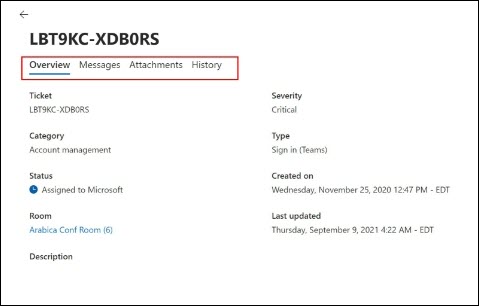 LBT9KC-XDB0RS
Overview Messages Attachments History
Ticket Severity
LBT9KC-XDB0RS Critical
Category Type
Account management Sign in (Teams)
Status Created on
Assigned to Microsoft Wednesday, November 25, 2020 12:47 PM - EDT
Room Last updated
Arabica Conf Room (6) Thursday, September 9, 2021 4:22 AM - EDT
Description